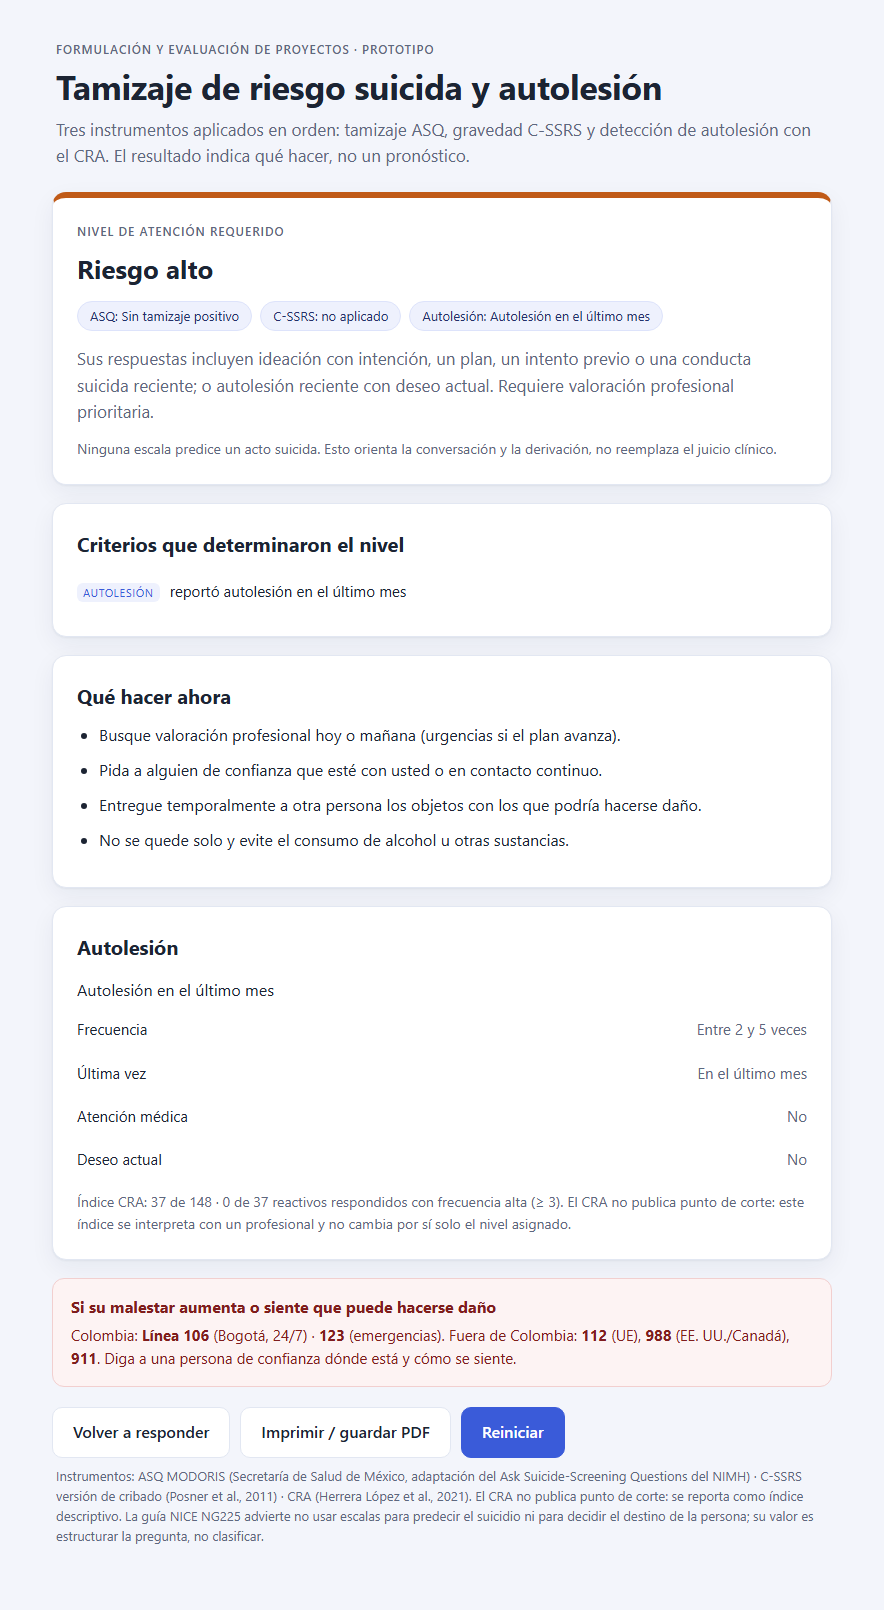 FORMULACIÓN Y EVALUACIÓN DE PROYECTOS · PROTOTIPO
Tamizaje de riesgo suicida y autolesión
Tres instrumentos aplicados en orden: tamizaje ASQ, gravedad C-SSRS y detección de autolesión con
el CRA. El resultado indica qué hacer, no un pronóstico.
NIVEL DE ATENCIÓN REQUERIDO
Riesgo alto
ASQ: Sin tamizaje positivo
C-SSRS: no aplicado
Autolesión: Autolesión en el último mes
Sus respuestas incluyen ideación con intención, un plan, un intento previo o una conducta
suicida reciente; o autolesión reciente con deseo actual. Requiere valoración profesional
prioritaria.
Ninguna escala predice un acto suicida. Esto orienta la conversación y la derivación, no reemplaza el juicio clínico.
Criterios que determinaron el nivel
AUTOLESIÓN reportó autolesión en el último mes
Qué hacer ahora
• Busque valoración profesional hoy o mañana (urgencias si el plan avanza).
• Pida a alguien de confianza que esté con usted o en contacto continuo.
• Entregue temporalmente a otra persona los objetos con los que podría hacerse daño.
• No se quede solo y evite el consumo de alcohol u otras sustancias.
Autolesión
Autolesión en el último mes
Frecuencia Entre 2 y 5 veces
Última vez En el último mes
Atención médica No
Deseo actual No
Índice CRA: 37 de 148 · 0 de 37 reactivos respondidos con frecuencia alta (≥ 3). El CRA no publica punto de corte: este
índice se interpreta con un profesional y no cambia por sí solo el nivel asignado.
Si su malestar aumenta o siente que puede hacerse daño
Colombia: Línea 106 (Bogotá, 24/7) · 123 (emergencias). Fuera de Colombia: 112 (UE), 988 (EE. UU./Canadá),
911. Diga a una persona de confianza dónde está y cómo se siente.
Volver a responder
Imprimir / guardar PDF
Reiniciar
Instrumentos: ASQ MODORIS (Secretaría de Salud de México, adaptación del Ask Suicide-Screening Questions del NIMH) · C-SSRS
versión de cribado (Posner et al., 2011) · CRA (Herrera López et al., 2021). El CRA no publica punto de corte: se reporta como índice
descriptivo. La guía NICE NG225 advierte no usar escalas para predecir el suicidio ni para decidir el destino de la persona; su valor es
estructurar la pregunta, no clasificar.